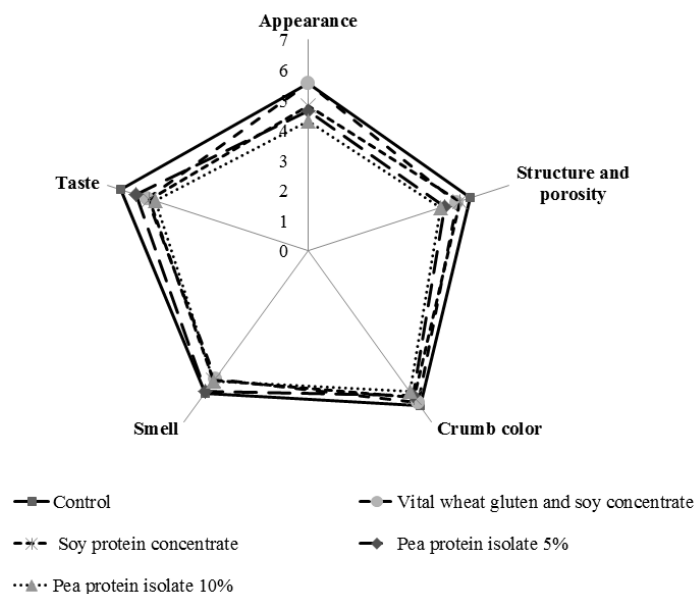 Appearance
7
6
5
4
3
2
1
0
Structure and
porosity
Taste
Smell
Crumb color
Control
Vital wheat gluten and soy concentrate
Soy protein concentrate
Pea protein isolate 5%
Pea protein isolate 10%